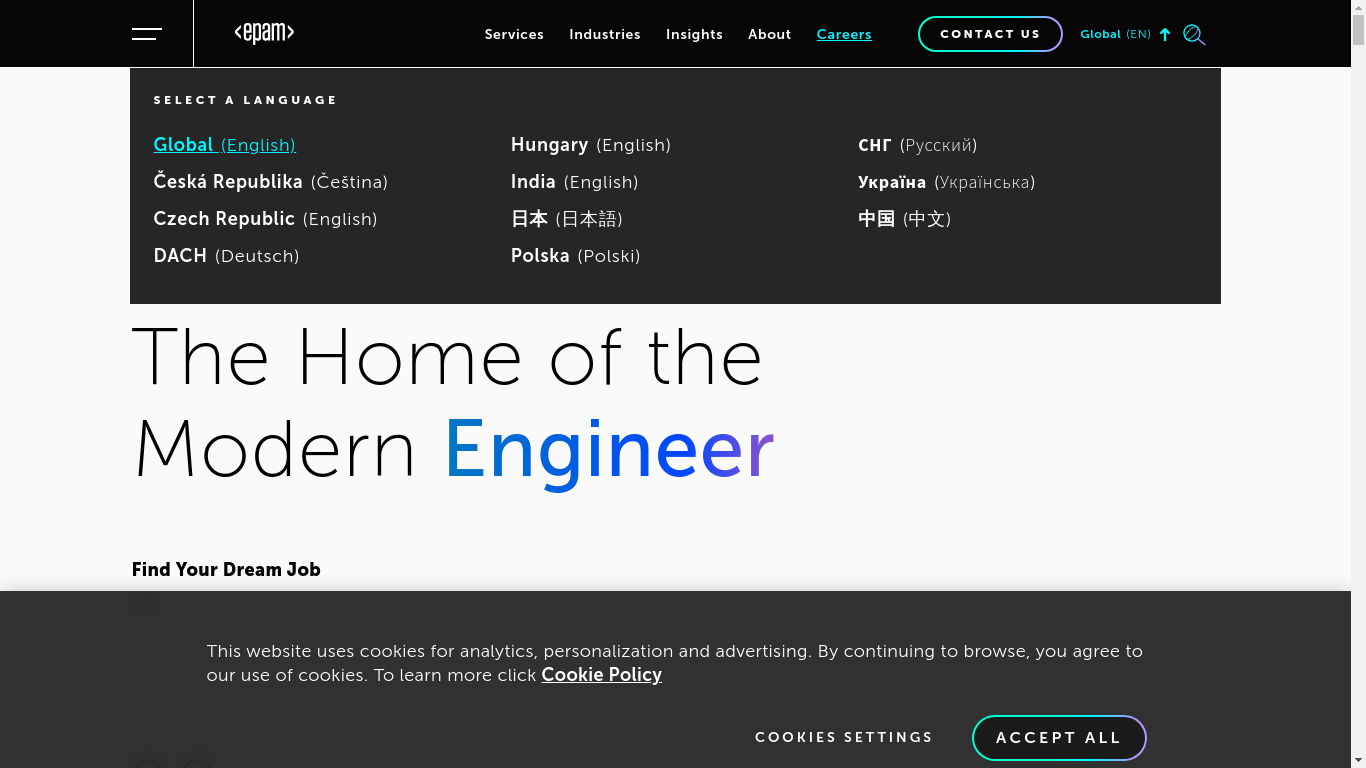 epam
Services
Industries
Insights
About
Careers
CONTACT US
Global (EN)
SELECT A LANGUAGE
Global (English)
Česká Republika (Čeština)
Czech Republic (English)
DACH (Deutsch)
Hungary (English)
India (English)
日本 (日本語)
Polska (Polski)
СНГ (Русский)
Україна (Українська)
中国 (中文)
The Home of the
Modern Engineer
Find Your Dream Job
This website uses cookies for analytics, personalization and advertising. By continuing to browse, you agree to
our use of cookies. To learn more click Cookie Policy
COOKIES SETTINGS
ACCEPT ALL